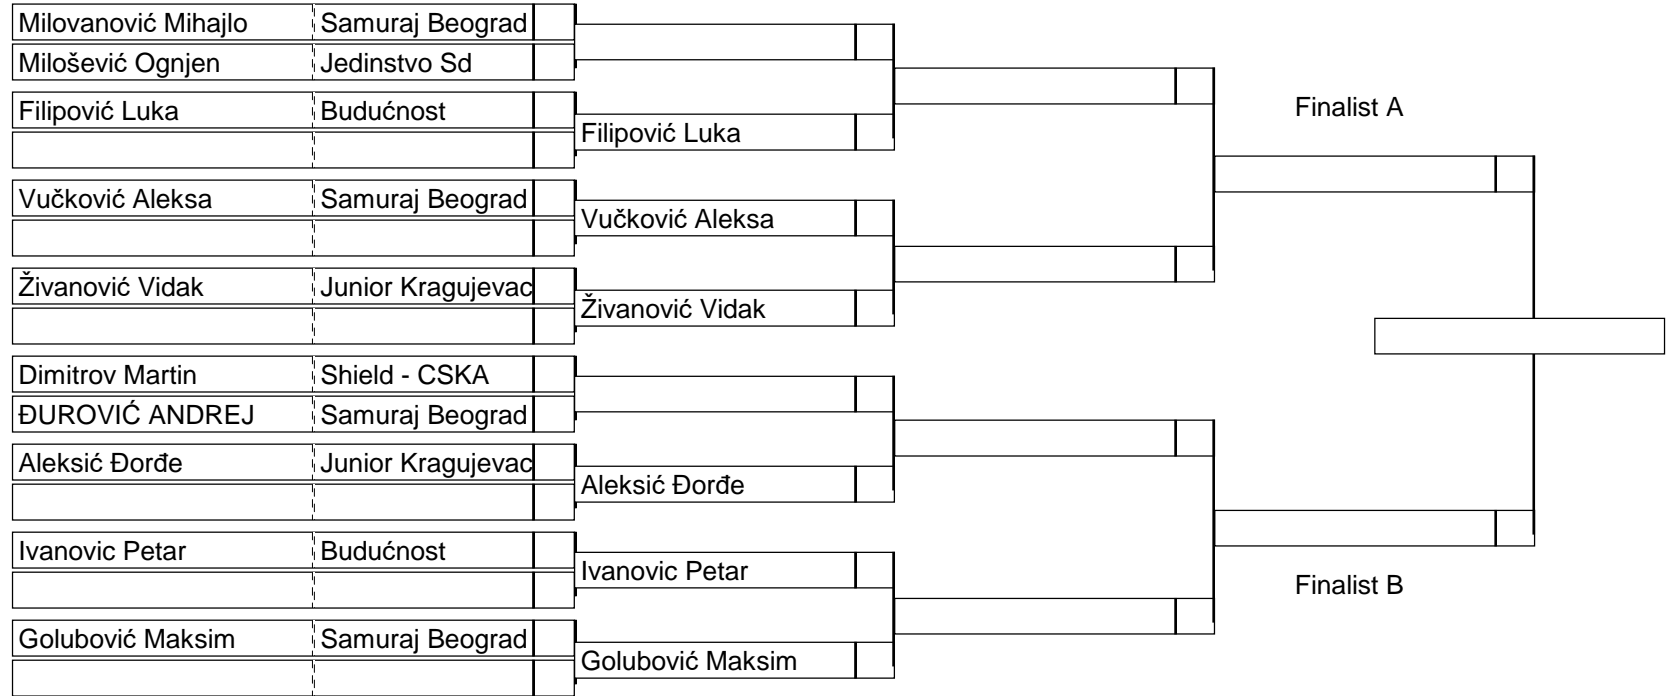 Milovanović Mihajlo Samuraj Beograd
Milošević Ognjen Jedinstvo Sd
Finalist A
Filipović Luka Budućnost
Filipović Luka
Vučković Aleksa Samuraj Beograd
Vučković Aleksa
Živanović Vidak Junior Kragujevac
Živanović Vidak
Dimitrov Martin Shield - CSKA
ĐUROVIĆ ANDREJ Samuraj Beograd
Aleksić Đorđe Junior Kragujevac
Aleksić Đorđe
Ivanovic Petar Budućnost
Ivanovic Petar
Finalist B
Golubović Maksim Samuraj Beograd
Golubović Maksim